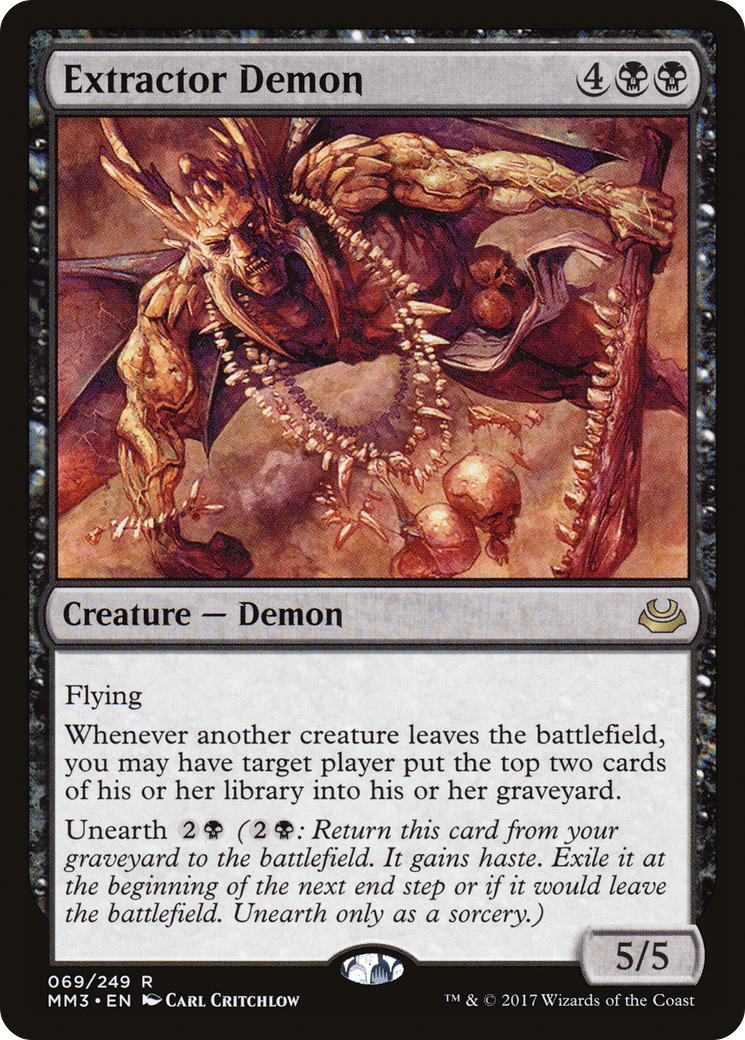 Extractor Demon 4
Creature — Demon
Flying
Whenever another creature leaves the battlefield,
you may have target player put the top two cards
of his or her library into his or her graveyard.
Unearth 2 (2: Return this card from your
graveyard to the battlefield. It gains haste. Exile it at
the beginning of the next end step or if it would leave
the battlefield. Unearth only as a sorcery.)
5/5
069/249 R
MM3 • EN Carl Critchlow
™ & © 2017 Wizards of the Coast